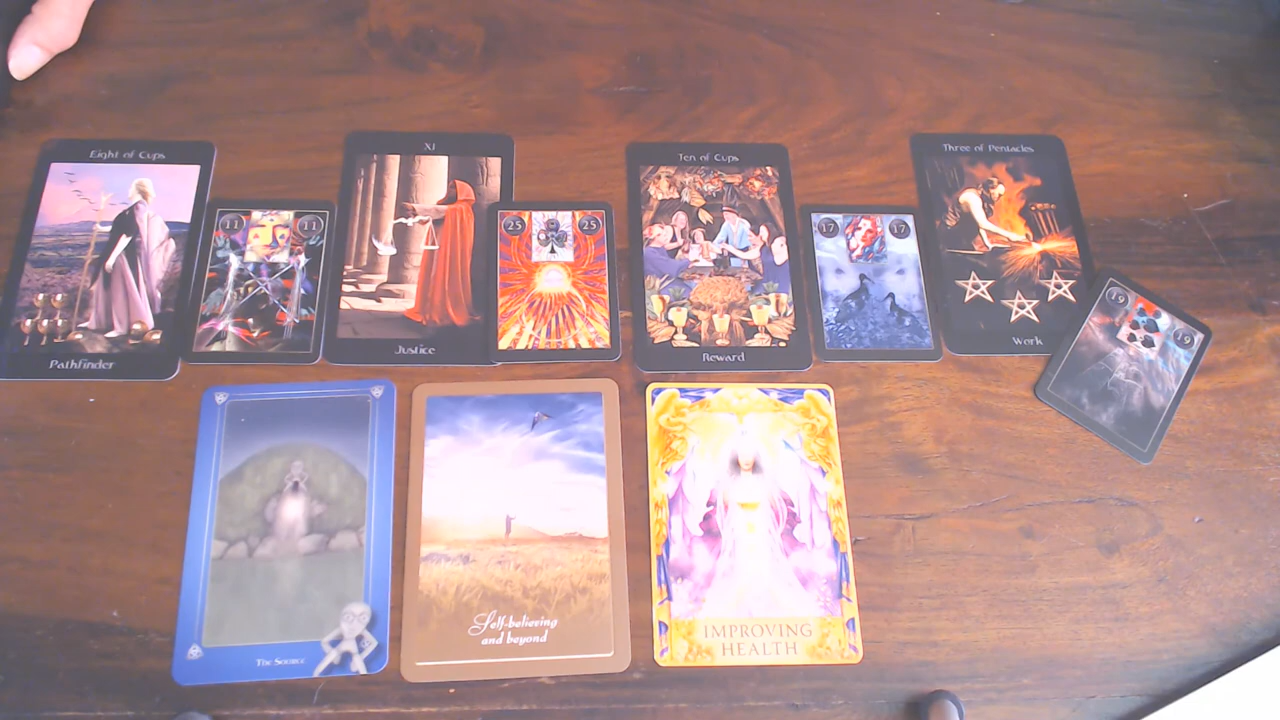 Eight of Cups
Pathfinder
11 11
XI
Justice
25 25
Ten of Cups
Reward
17 17
Three of Pentacles
Work
19 19
The Source
Self-believing
and beyond
IMPROVING
HEALTH